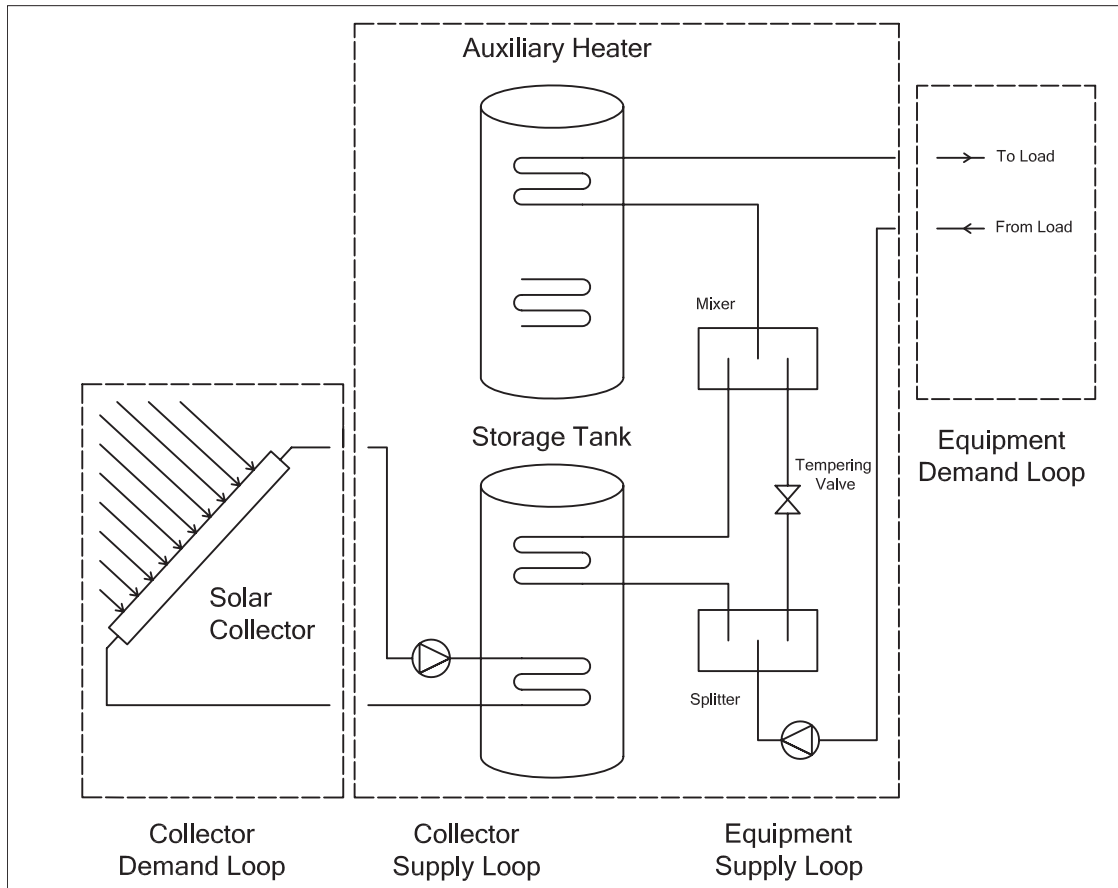 Auxiliary Heater
To Load
From Load
Mixer
Storage Tank
Equipment
Demand Loop
Tempering
Valve
Solar
Collector
Splitter
Collector
Demand Loop
Collector
Supply Loop
Equipment
Supply Loop